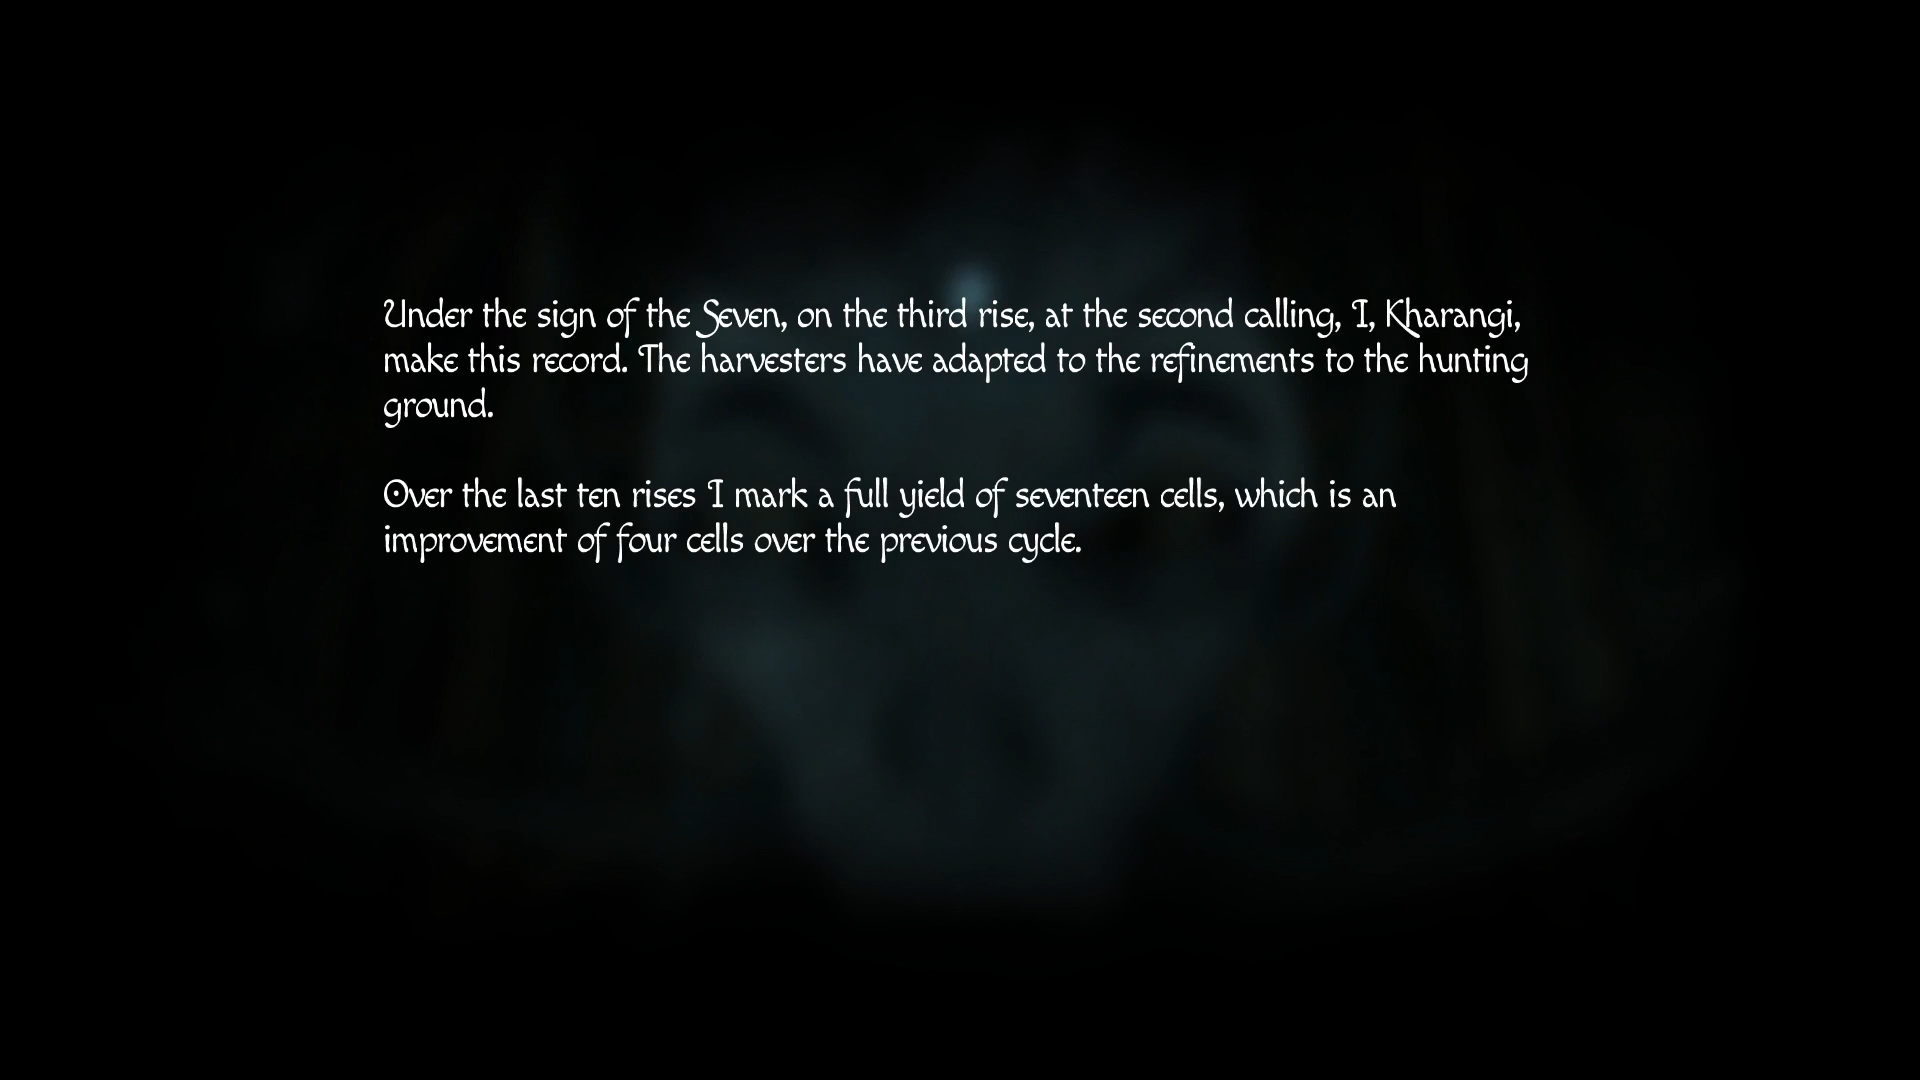 Under the sign of the Seven, on the third rise, at the second calling, I, Kharangi,
make this record. The harvesters have adapted to the refinements to the hunting
ground.
Over the last ten rises I mark a full yield of seventeen cells, which is an
improvement of four cells over the previous cycle.